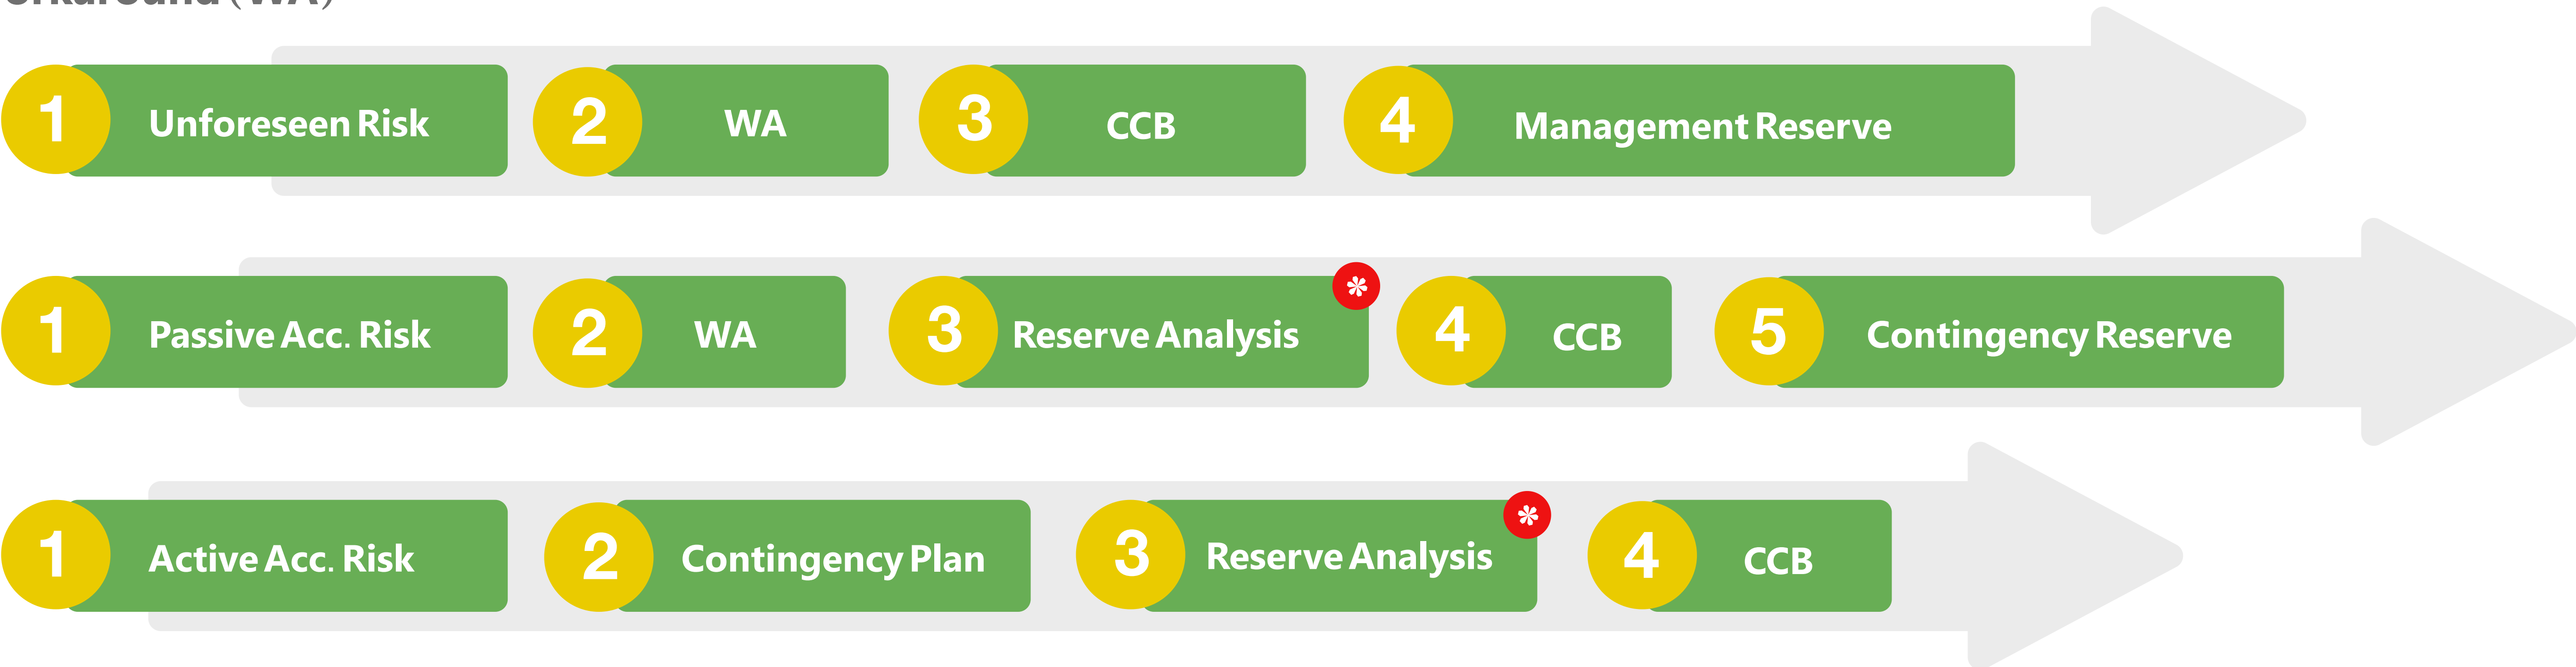 (WA)
1 Unforeseen Risk 2 WA 3 CCB 4 Management Reserve
1 Passive Acc. Risk 2 WA 3 Reserve Analysis * 4 CCB 5 Contingency Reserve
1 Active Acc. Risk 2 Contingency Plan 3 Reserve Analysis * 4 CCB